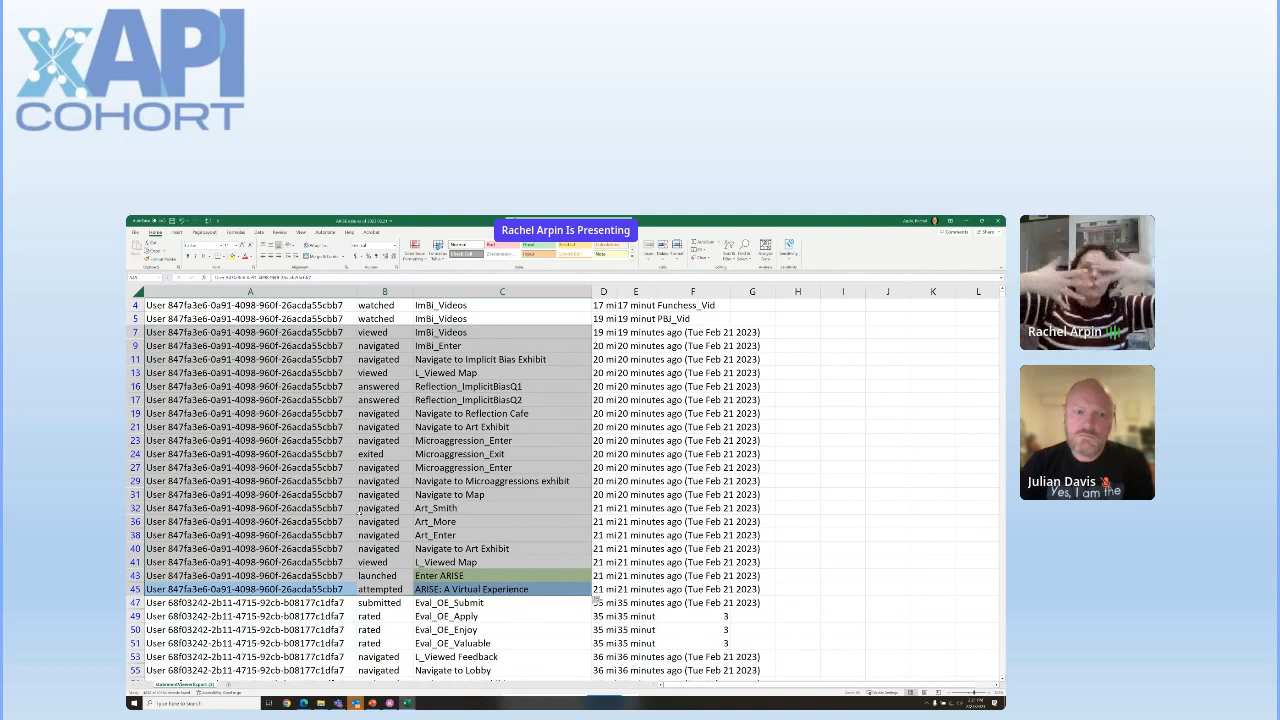 xAPI
COHORT
Rachel Arpin Is Presenting
File Home Insert Page Layout Formulas Data Review View Automate Help Acrobat
Comments Share
A B C D E F G H I J K L
4 User 847fa3e6-0a91-4098-960f-26acda55cbb7 watched ImBi_Videos 17 mi 17 minut Funchess_Vid
5 User 847fa3e6-0a91-4098-960f-26acda55cbb7 watched ImBi_Videos 19 mi 19 minut PBJ_Vid
7 User 847fa3e6-0a91-4098-960f-26acda55cbb7 viewed ImBi_Videos 19 mi 19 minutes ago (Tue Feb 21 2023)
9 User 847fa3e6-0a91-4098-960f-26acda55cbb7 navigated ImBi_Enter 20 mi 20 minutes ago (Tue Feb 21 2023)
11 User 847fa3e6-0a91-4098-960f-26acda55cbb7 navigated Navigate to Implicit Bias Exhibit 20 mi 20 minutes ago (Tue Feb 21 2023)
13 User 847fa3e6-0a91-4098-960f-26acda55cbb7 viewed L_Viewed Map 20 mi 20 minutes ago (Tue Feb 21 2023)
16 User 847fa3e6-0a91-4098-960f-26acda55cbb7 answered Reflection_ImplicitBiasQ1 20 mi 20 minutes ago (Tue Feb 21 2023)
17 User 847fa3e6-0a91-4098-960f-26acda55cbb7 answered Reflection_ImplicitBiasQ2 20 mi 20 minutes ago (Tue Feb 21 2023)
19 User 847fa3e6-0a91-4098-960f-26acda55cbb7 navigated Navigate to Reflection Cafe 20 mi 20 minutes ago (Tue Feb 21 2023)
21 User 847fa3e6-0a91-4098-960f-26acda55cbb7 navigated Navigate to Art Exhibit 20 mi 20 minutes ago (Tue Feb 21 2023)
23 User 847fa3e6-0a91-4098-960f-26acda55cbb7 navigated Microaggression_Enter 20 mi 20 minutes ago (Tue Feb 21 2023)
24 User 847fa3e6-0a91-4098-960f-26acda55cbb7 exited Microaggression_Exit 20 mi 20 minutes ago (Tue Feb 21 2023)
27 User 847fa3e6-0a91-4098-960f-26acda55cbb7 navigated Microaggression_Enter 20 mi 20 minutes ago (Tue Feb 21 2023)
29 User 847fa3e6-0a91-4098-960f-26acda55cbb7 navigated Navigate to Microaggressions exhibit 20 mi 20 minutes ago (Tue Feb 21 2023)
31 User 847fa3e6-0a91-4098-960f-26acda55cbb7 navigated Navigate to Map 20 mi 20 minutes ago (Tue Feb 21 2023)
32 User 847fa3e6-0a91-4098-960f-26acda55cbb7 navigated Art_Smith 21 mi 21 minutes ago (Tue Feb 21 2023)
36 User 847fa3e6-0a91-4098-960f-26acda55cbb7 navigated Art_More 21 mi 21 minutes ago (Tue Feb 21 2023)
38 User 847fa3e6-0a91-4098-960f-26acda55cbb7 navigated Art_Enter 21 mi 21 minutes ago (Tue Feb 21 2023)
40 User 847fa3e6-0a91-4098-960f-26acda55cbb7 navigated Navigate to Art Exhibit 21 mi 21 minutes ago (Tue Feb 21 2023)
41 User 847fa3e6-0a91-4098-960f-26acda55cbb7 viewed L_Viewed Map 21 mi 21 minutes ago (Tue Feb 21 2023)
43 User 847fa3e6-0a91-4098-960f-26acda55cbb7 launched Enter ARISE 21 mi 21 minutes ago (Tue Feb 21 2023)
45 User 847fa3e6-0a91-4098-960f-26acda55cbb7 attempted ARISE: A Virtual Experience 21 mi 21 minutes ago (Tue Feb 21 2023)
47 User 68f03242-2b11-4715-92cb-b08177c1dfa7 submitted Eval_OE_Submit 35 mi 35 minutes ago (Tue Feb 21 2023)
49 User 68f03242-2b11-4715-92cb-b08177c1dfa7 rated Eval_OE_Apply 35 mi 35 minut 3
50 User 68f03242-2b11-4715-92cb-b08177c1dfa7 rated Eval_OE_Enjoy 35 mi 35 minut 3
51 User 68f03242-2b11-4715-92cb-b08177c1dfa7 rated Eval_OE_Valuable 35 mi 35 minut 3
53 User 68f03242-2b11-4715-92cb-b08177c1dfa7 navigated L_Viewed Feedback 36 mi 36 minutes ago (Tue Feb 21 2023)
55 User 68f03242-2b11-4715-92cb-b08177c1dfa7 navigated Navigate to Lobby 36 mi 36 minutes ago (Tue Feb 21 2023)
Type here to search
Rachel Arpin
Julian Davis
Yes, I am the